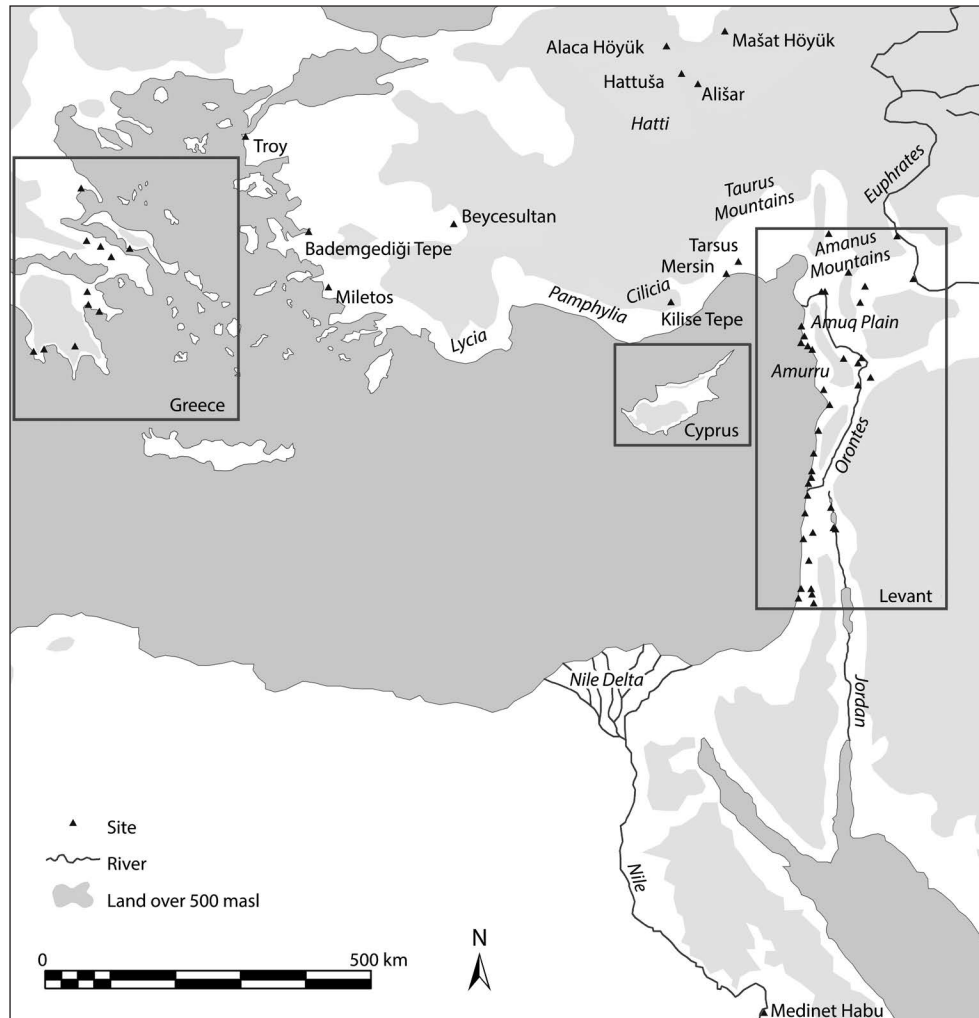 Alaca Höyük
Mašat Höyük
Hattuša
Ališar
Hatti
Troy
Euphrates
Taurus
Mountains
Beycesultan
Bademgediği Tepe
Tarsus
Amanus
Mountains
Mersin
Miletos
Cilicia
Pamphylia
Kilise Tepe
Lycia
Amuq Plain
Amurru
Greece
Cyprus
Orontes
Levant
Nile Delta
Jordan
Site
River
Nile
Land over 500 masl
N
0
500 km
Medinet Habu